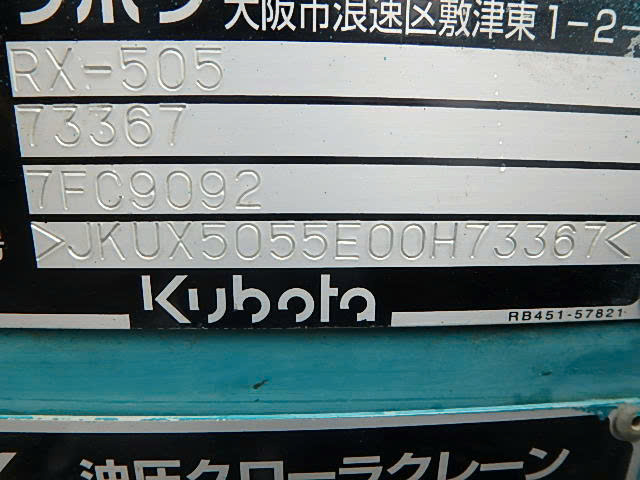 大阪市浪速区敷津東1-2-
RX-505
73367
7FC9092
>JKUX5055E00H73367<
Kubota
RB451-57821
油圧クローラクレーン